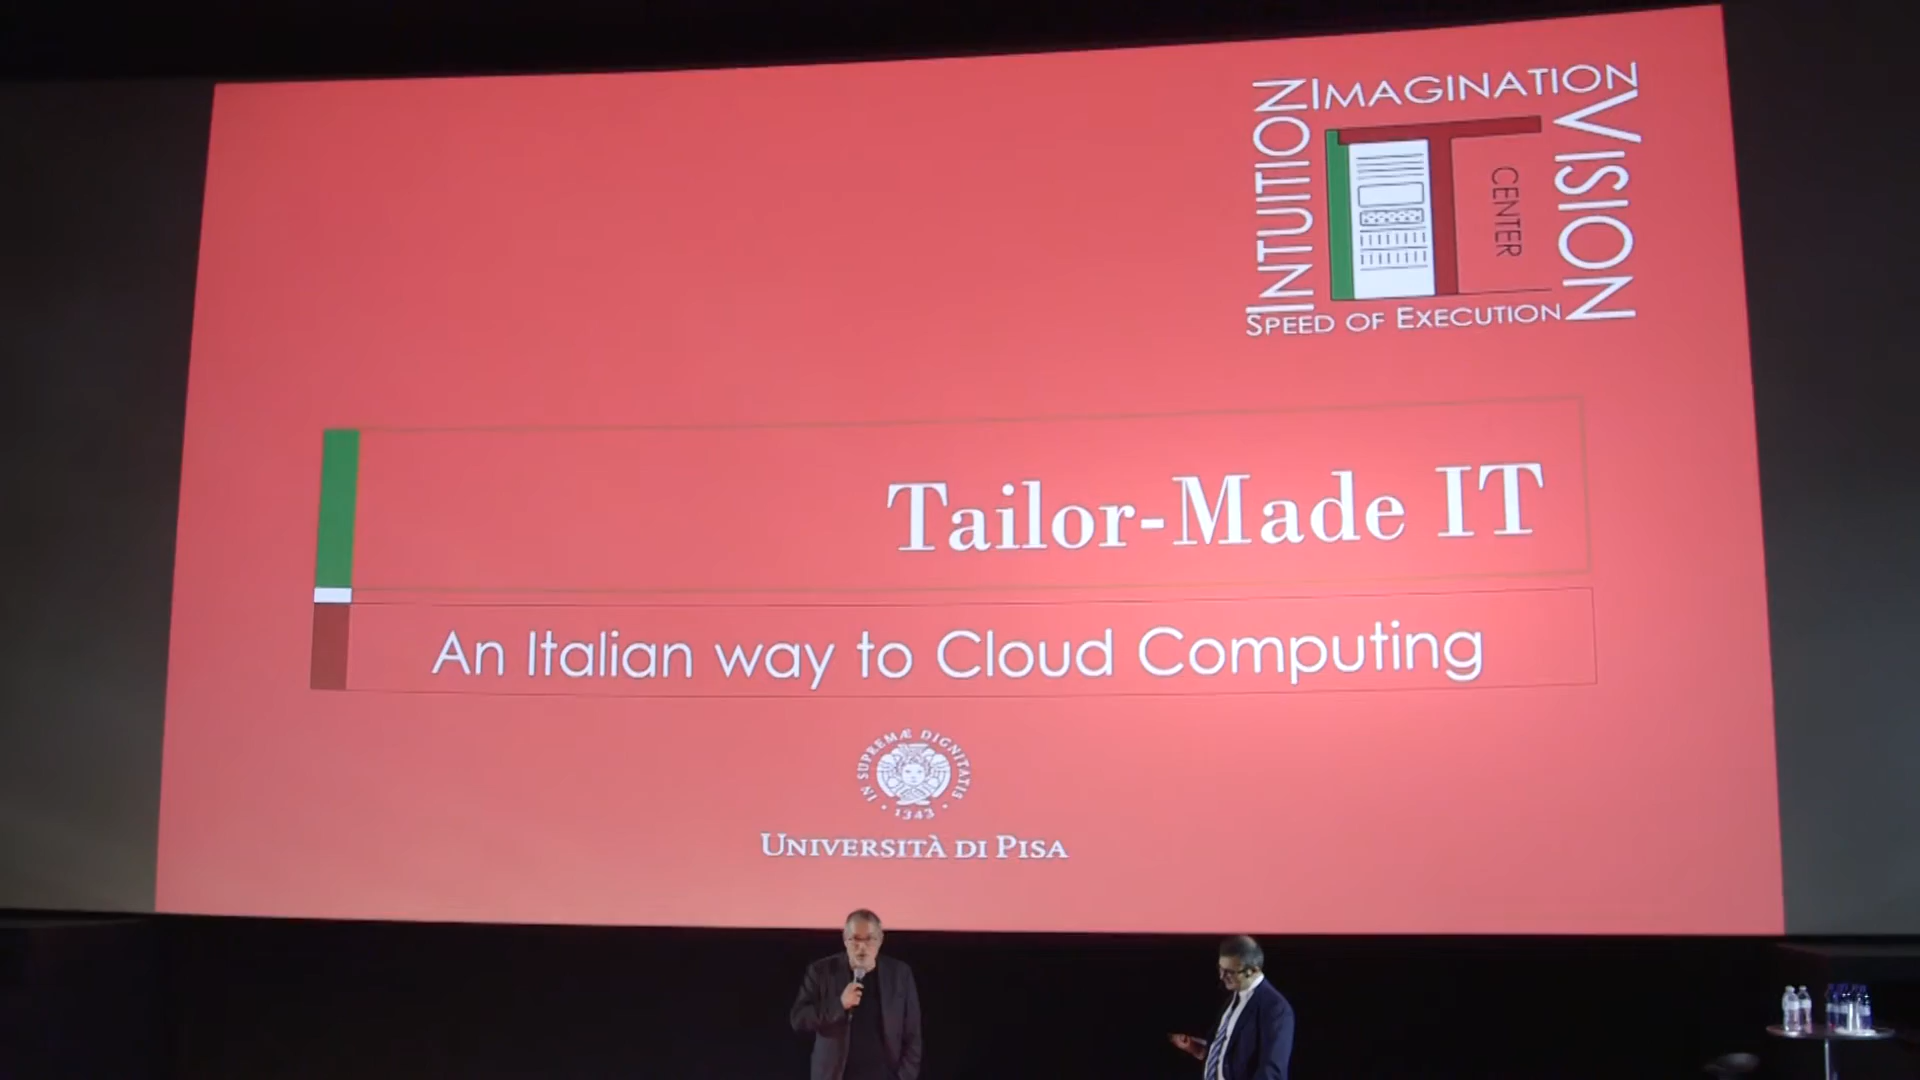 IMAGINATION
INTUITION
VISION
CENTER
SPEED OF EXECUTION
Tailor-Made IT
An Italian way to Cloud Computing
IN SUPREMÆ DIGNITATIS
· 1343 ·
UNIVERSITÀ DI PISA